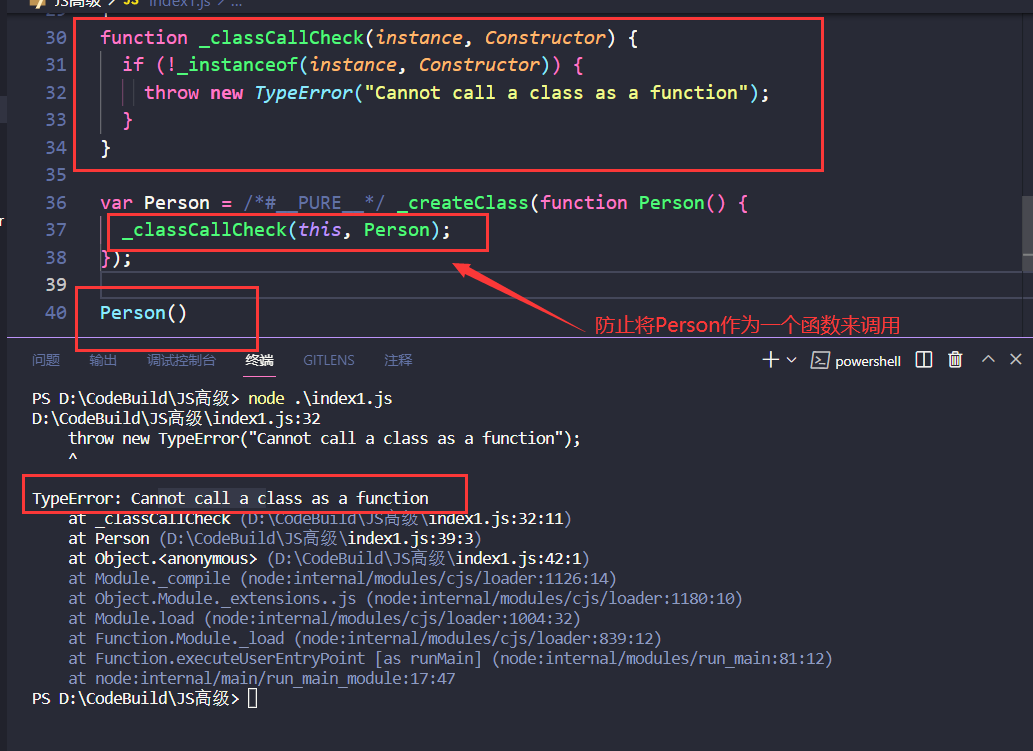 JS高级 > JS index1.js > ...
30 function _classCallCheck(instance, Constructor) {
31 if (!_instanceof(instance, Constructor)) {
32 throw new TypeError("Cannot call a class as a function");
33 }
34 }
35
36 var Person = /*#__PURE__*/ _createClass(function Person() {
37 _classCallCheck(this, Person);
38 });
39
40 Person()
防止将Person作为一个函数来调用
问题 输出 调试控制台 终端 GITLENS 注释 powershell
PS D:\CodeBuild\JS高级> node .\index1.js
D:\CodeBuild\JS高级\index1.js:32
throw new TypeError("Cannot call a class as a function");
^
TypeError: Cannot call a class as a function
at _classCallCheck (D:\CodeBuild\JS高级\index1.js:32:11)
at Person (D:\CodeBuild\JS高级\index1.js:39:3)
at Object.<anonymous> (D:\CodeBuild\JS高级\index1.js:42:1)
at Module._compile (node:internal/modules/cjs/loader:1126:14)
at Object.Module._extensions..js (node:internal/modules/cjs/loader:1180:10)
at Module.load (node:internal/modules/cjs/loader:1004:32)
at Function.Module._load (node:internal/modules/cjs/loader:839:12)
at Function.executeUserEntryPoint [as runMain] (node:internal/modules/run_main:81:12)
at node:internal/main/run_main_module:17:47
PS D:\CodeBuild\JS高级>